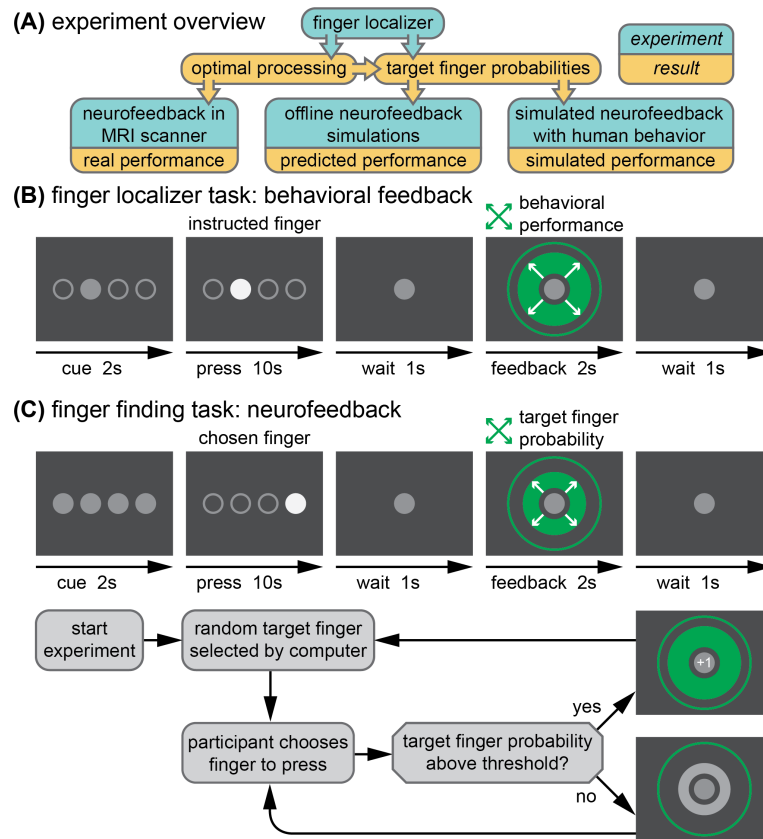 (A) experiment overview
finger localizer
experiment
result
optimal processing
target finger probabilities
neurofeedback in
MRI scanner
real performance
offline neurofeedback
simulations
predicted performance
simulated neurofeedback
with human behavior
simulated performance
(B) finger localizer task: behavioral feedback
instructed finger
behavioral
performance
cue 2s
press 10s
wait 1s
feedback 2s
wait 1s
(C) finger finding task: neurofeedback
chosen finger
target finger
probability
cue 2s
press 10s
wait 1s
feedback 2s
wait 1s
start
experiment
random target finger
selected by computer
+1
yes
participant chooses
finger to press
target finger probability
above threshold?
no